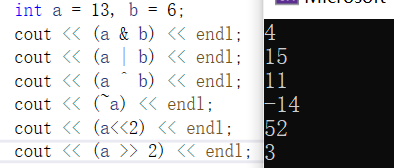 int a = 13, b = 6;
cout << (a & b) << endl;
cout << (a | b) << endl;
cout << (a ^ b) << endl;
cout << (~a) << endl;
cout << (a<<2) << endl;
cout << (a >> 2) << endl;
Microsoft
4
15
11
-14
52
3